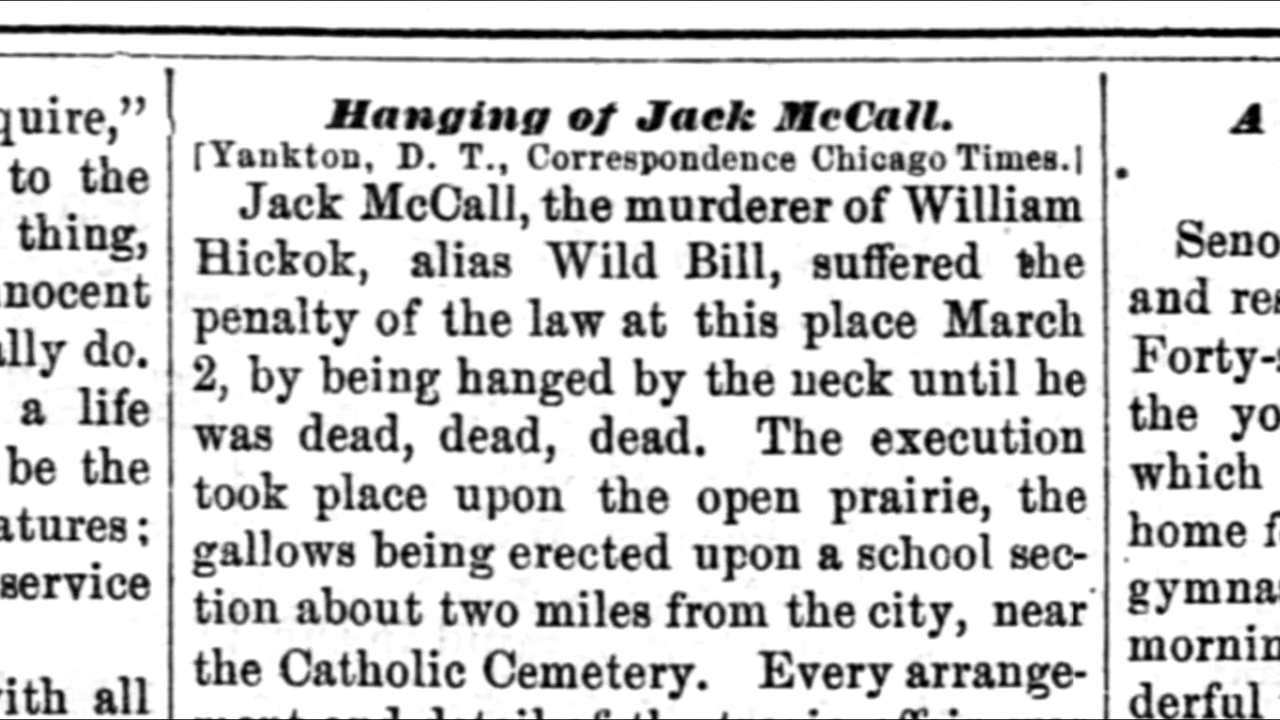 quire,"
to the
thing,
nocent
ally do.
a life
be the
atures;
service
with all
Hanging of Jack McCall.
[Yankton, D. T., Correspondence Chicago Times.]
Jack McCall, the murderer of William
Hickok, alias Wild Bill, suffered the
penalty of the law at this place March
2, by being hanged by the neck until he
was dead, dead, dead. The execution
took place upon the open prairie, the
gallows being erected upon a school sec-
tion about two miles from the city, near
the Catholic Cemetery. Every arrange-
A
Seno
and res
Forty-s
the yo
which
home f
gymna
mornin
derful